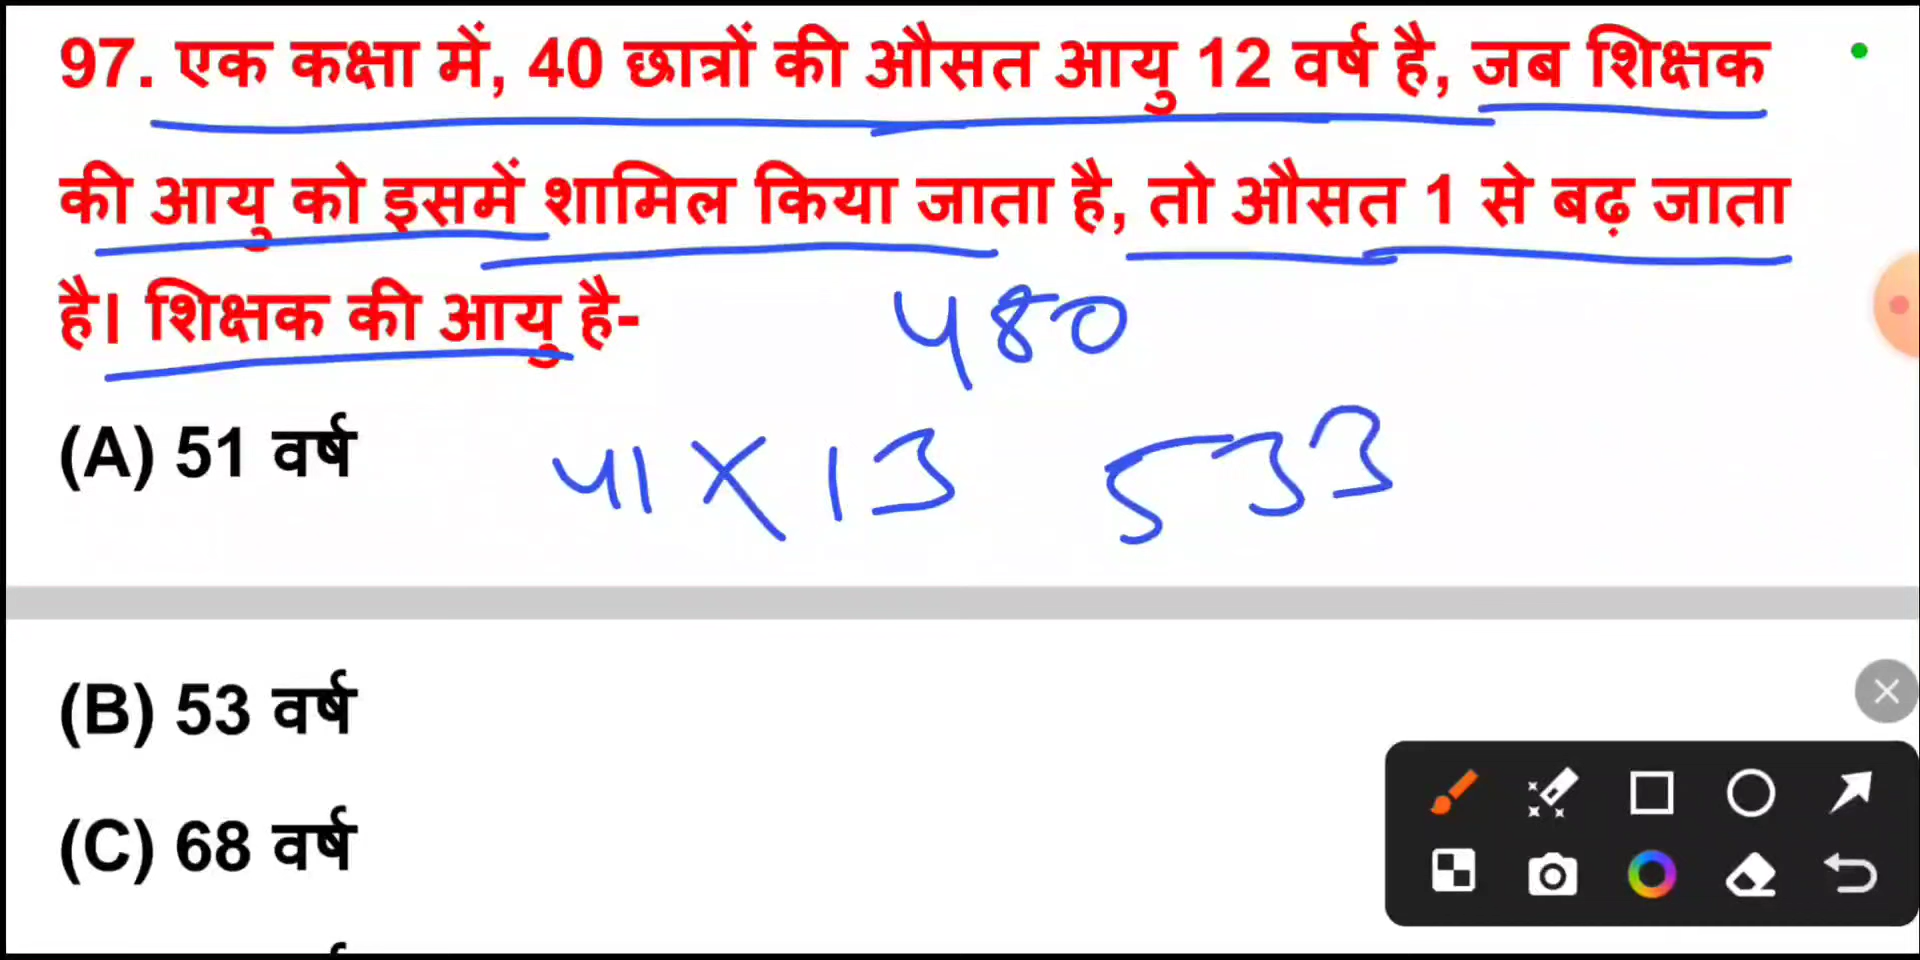 97. एक कक्षा में, 40 छात्रों की औसत आयु 12 वर्ष है, जब शिक्षक
की आयु को इसमें शामिल किया जाता है, तो औसत 1 से बढ़ जाता
है। शिक्षक की आयु है-
480
(A) 51 वर्ष
41 × 13 533
(B) 53 वर्ष
(C) 68 वर्ष